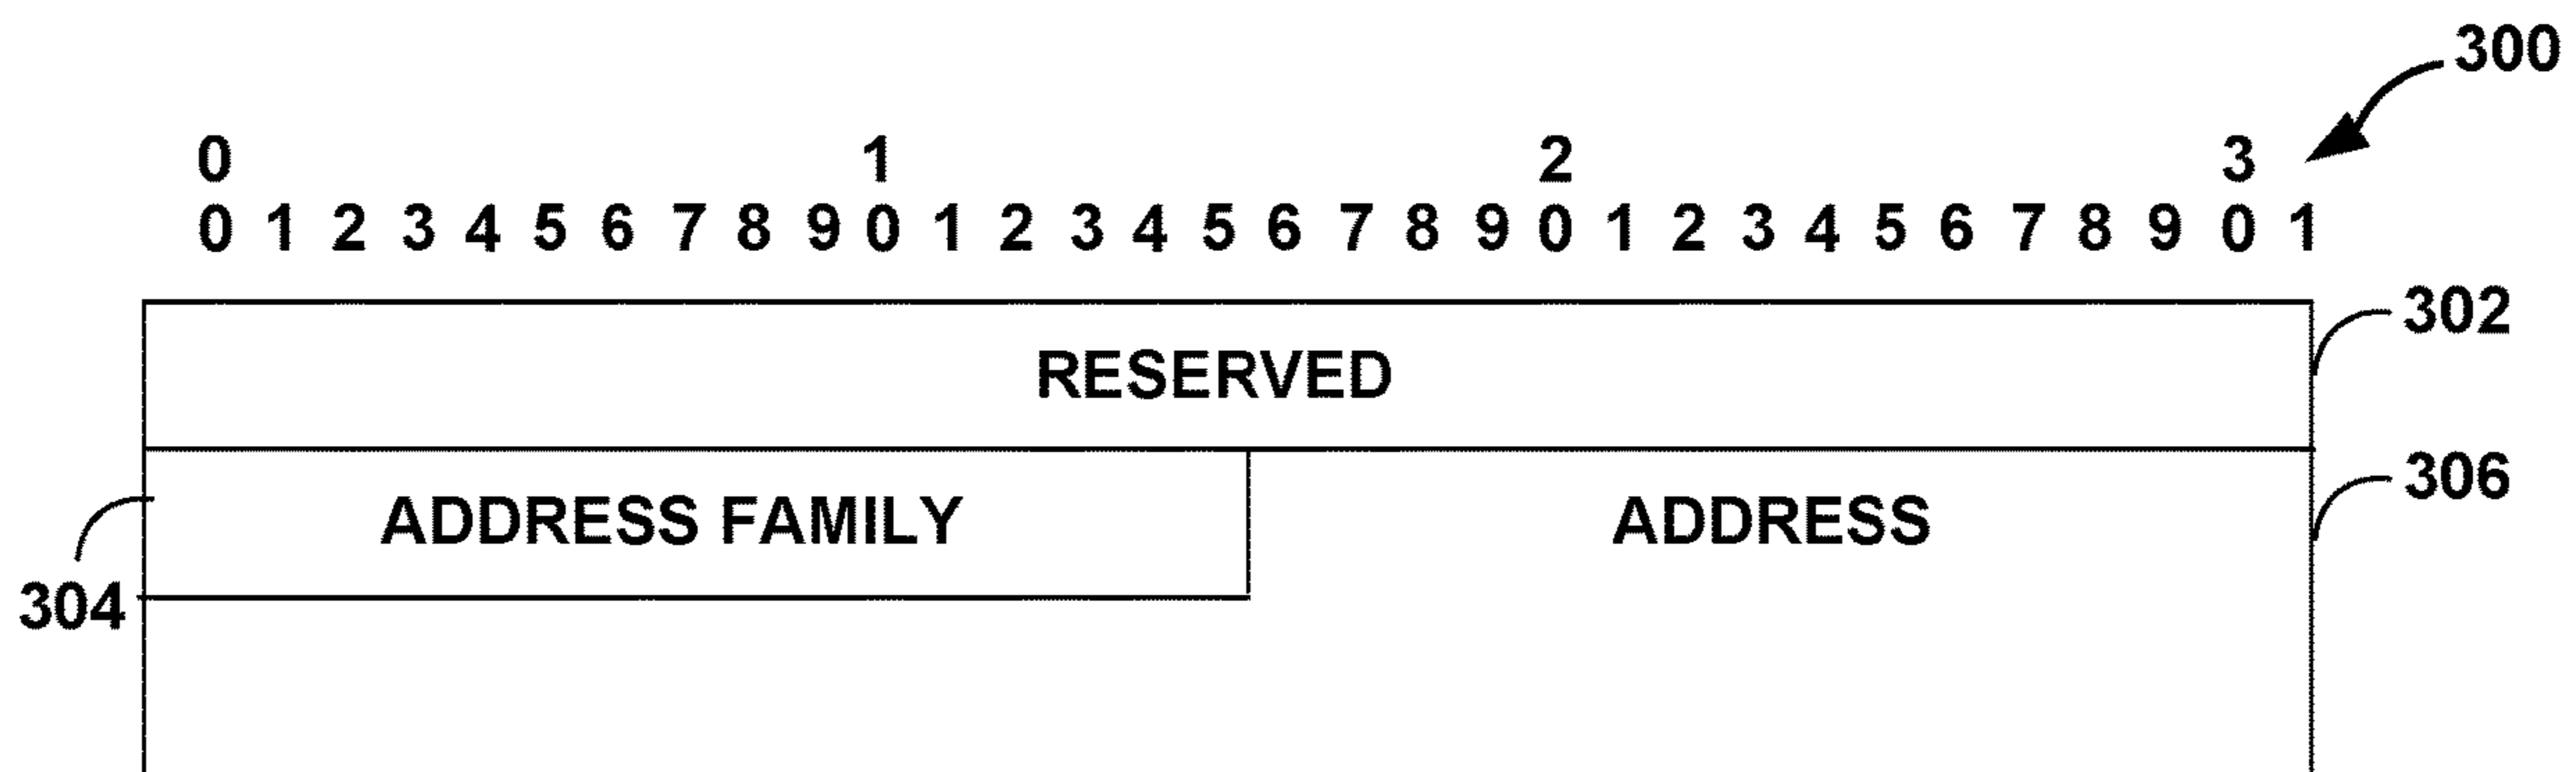 300
0 1 2 3
0 1 2 3 4 5 6 7 8 9 0 1 2 3 4 5 6 7 8 9 0 1 2 3 4 5 6 7 8 9 0 1
302
RESERVED
306
ADDRESS FAMILY ADDRESS
304